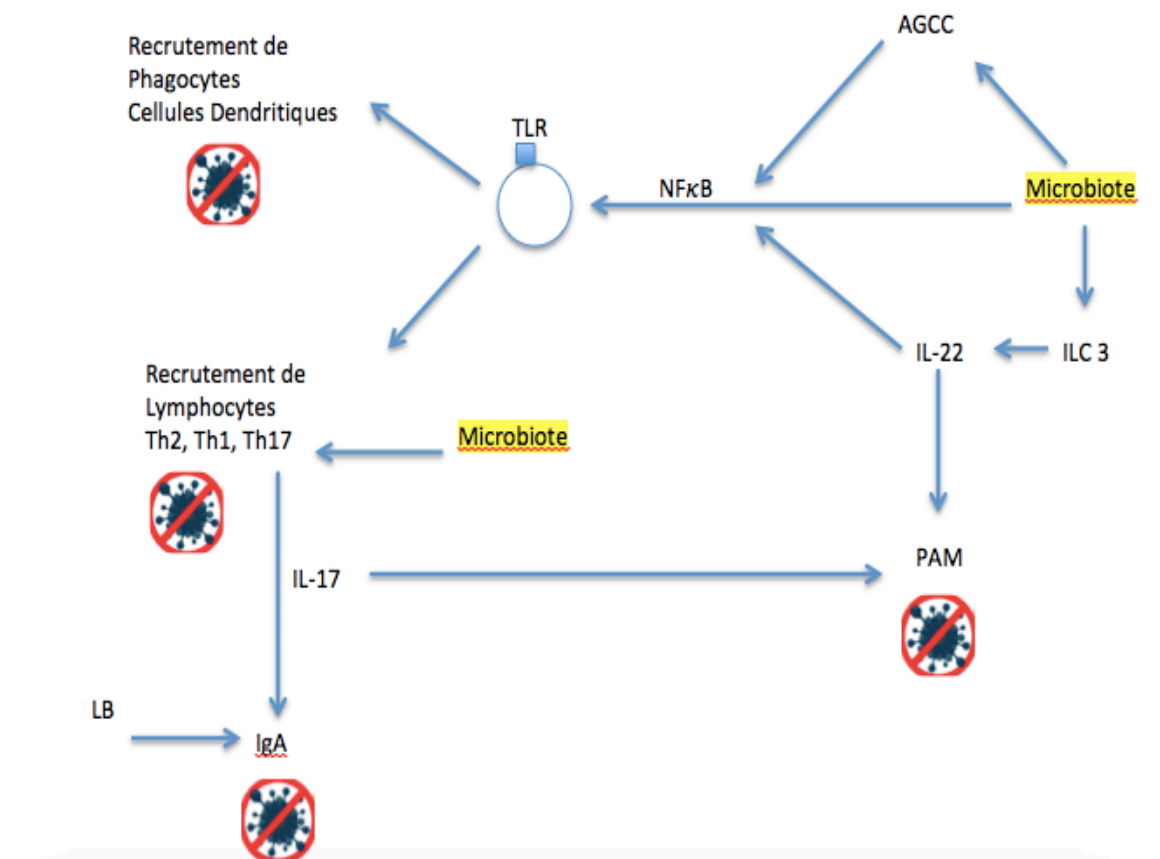 AGCC
Recrutement de
Phagocytes
Cellules Dendritiques
TLR
NFκB
Microbiote
IL-22
ILC 3
Recrutement de
Lymphocytes
Th2, Th1, Th17
Microbiote
PAM
IL-17
LB
IgA